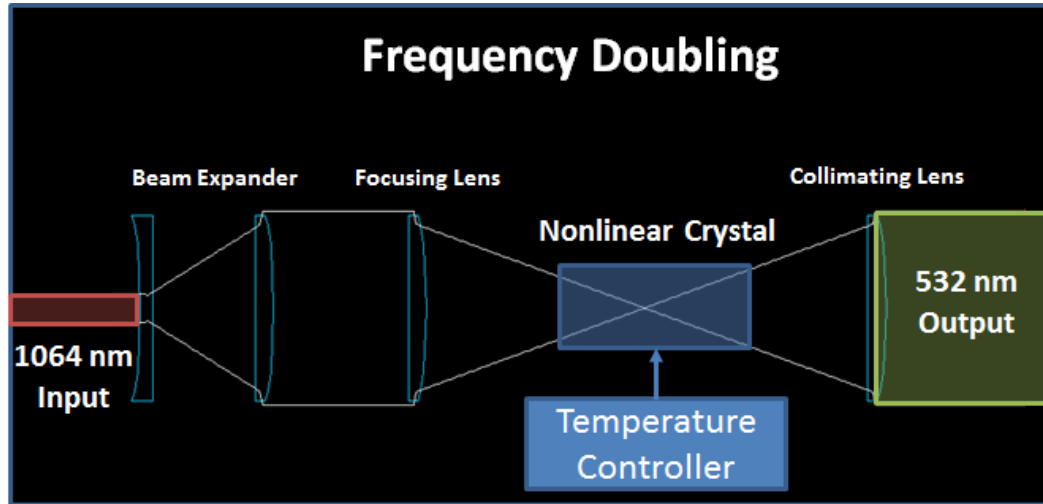 Frequency Doubling
Beam Expander
Focusing Lens
Collimating Lens
Nonlinear Crystal
1064 nm
Input
532 nm
Output
Temperature
Controller